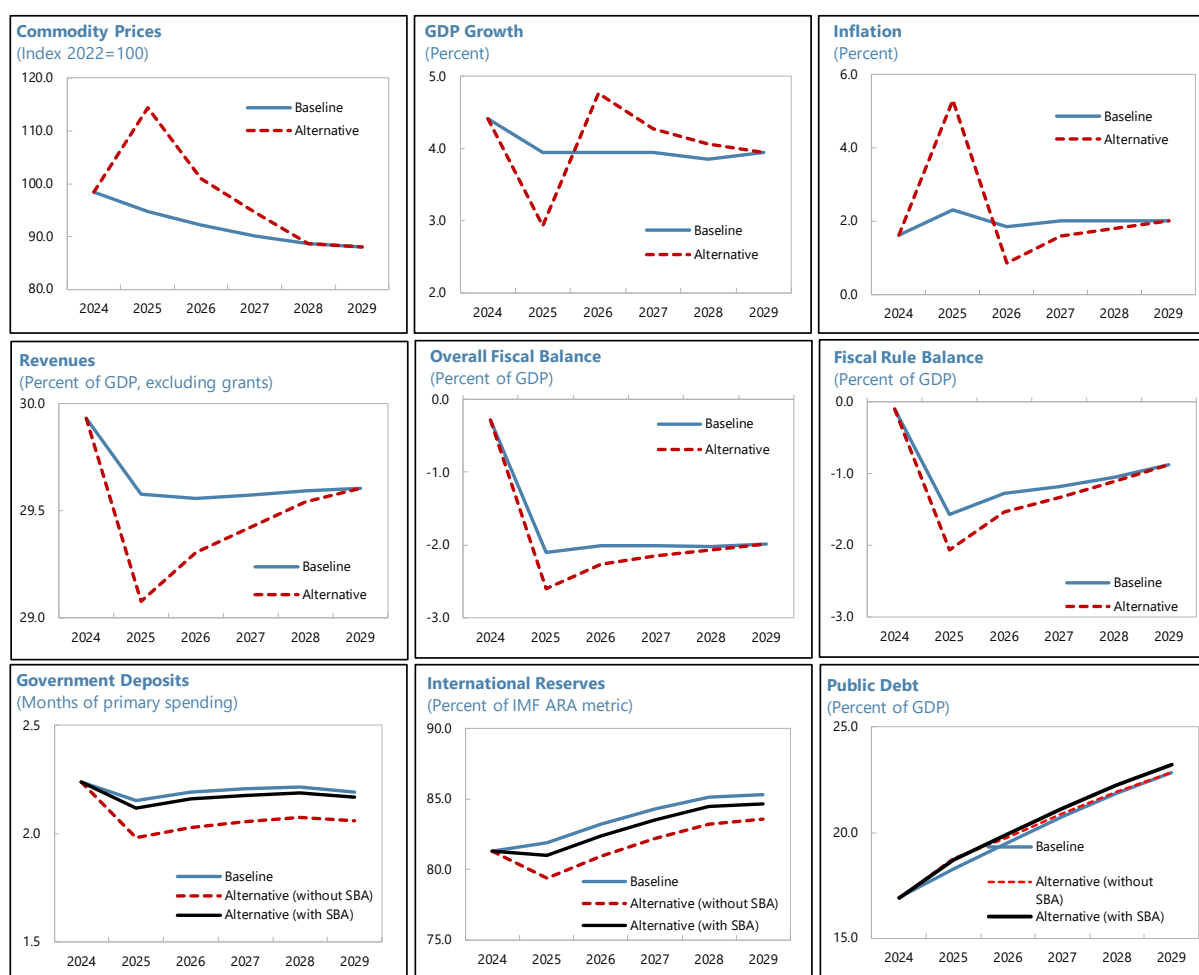 Commodity Prices
(Index 2022=100)
120.0
110.0
100.0
90.0
80.0
Baseline
Alternative
2024 2025 2026 2027 2028 2029
GDP Growth
(Percent)
5.0
4.0
3.0
2.0
Baseline
Alternative
2024 2025 2026 2027 2028 2029
Inflation
(Percent)
6.0
4.0
2.0
0.0
Baseline
Alternative
2024 2025 2026 2027 2028 2029
Revenues
(Percent of GDP, excluding grants)
30.0
29.5
29.0
Baseline
Alternative
2024 2025 2026 2027 2028 2029
Overall Fiscal Balance
(Percent of GDP)
0.0
-1.0
-2.0
-3.0
Baseline
Alternative
2024 2025 2026 2027 2028 2029
Fiscal Rule Balance
(Percent of GDP)
0.0
-1.0
-2.0
-3.0
Baseline
Alternative
2024 2025 2026 2027 2028 2029
Government Deposits
(Months of primary spending)
2.5
2.0
1.5
Baseline
Alternative (without SBA)
Alternative (with SBA)
2024 2025 2026 2027 2028 2029
International Reserves
(Percent of IMF ARA metric)
90.0
85.0
80.0
75.0
Baseline
Alternative (without SBA)
Alternative (with SBA)
2024 2025 2026 2027 2028 2029
Public Debt
(Percent of GDP)
25.0
20.0
15.0
Baseline
Alternative (without
SBA)
Alternative (with SBA)
2024 2025 2026 2027 2028 2029